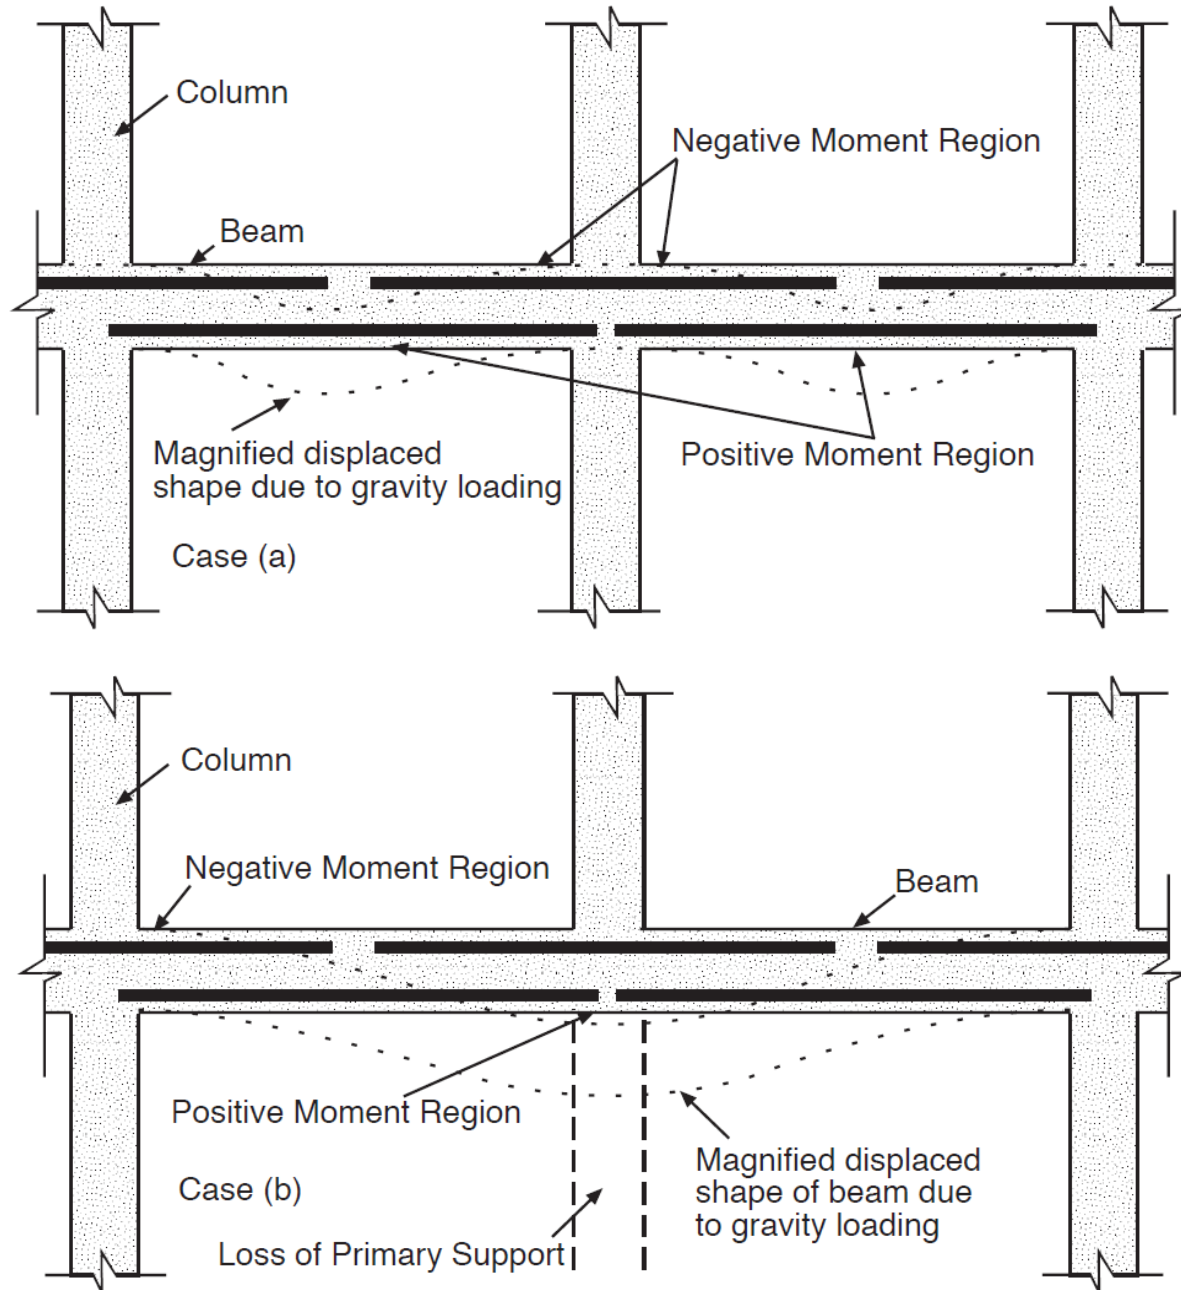 Column
Negative Moment Region
Beam
Magnified displaced
shape due to gravity loading
Positive Moment Region
Case (a)
Column
Negative Moment Region
Beam
Positive Moment Region
Magnified displaced
shape of beam due
to gravity loading
Case (b)
Loss of Primary Support